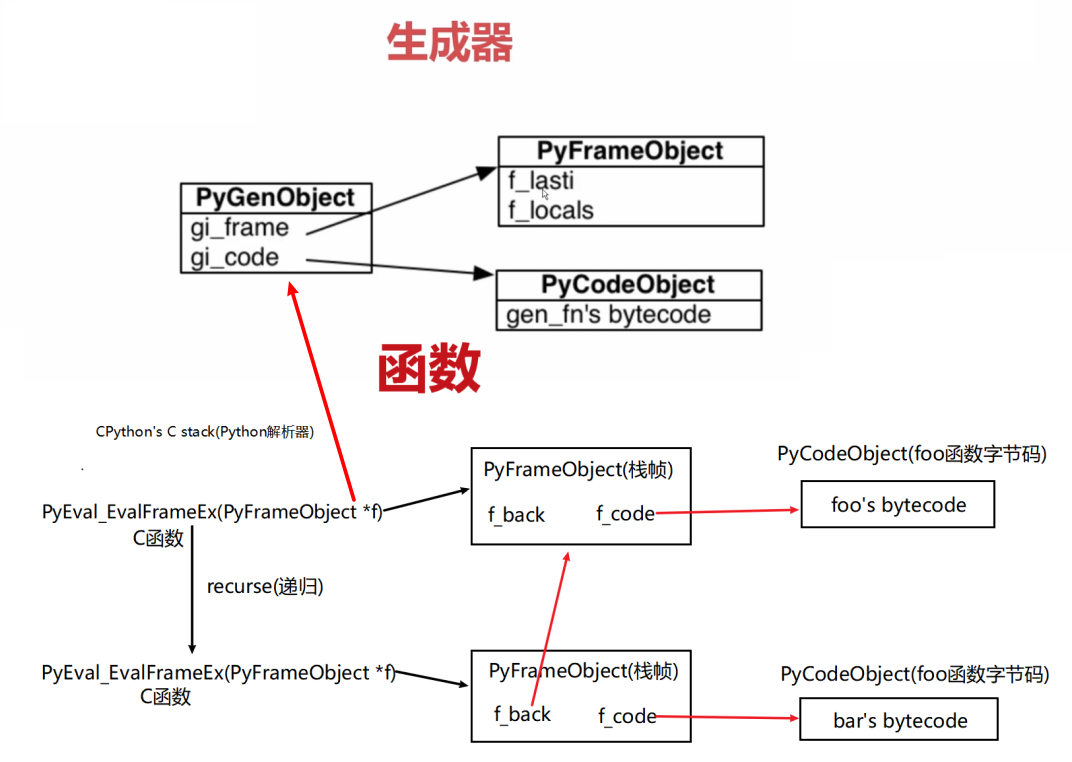 生成器
PyFrameObject
f_lasti
f_locals
PyGenObject
gi_frame
gi_code
PyCodeObject
gen_fn's bytecode
函数
CPython's C stack(Python解析器)
PyEval_EvalFrameEx(PyFrameObject *f)
C函数
PyFrameObject(栈帧)
f_back f_code
PyCodeObject(foo函数字节码)
foo's bytecode
recurse(递归)
PyEval_EvalFrameEx(PyFrameObject *f)
C函数
PyFrameObject(栈帧)
f_back f_code
PyCodeObject(foo函数字节码)
bar's bytecode